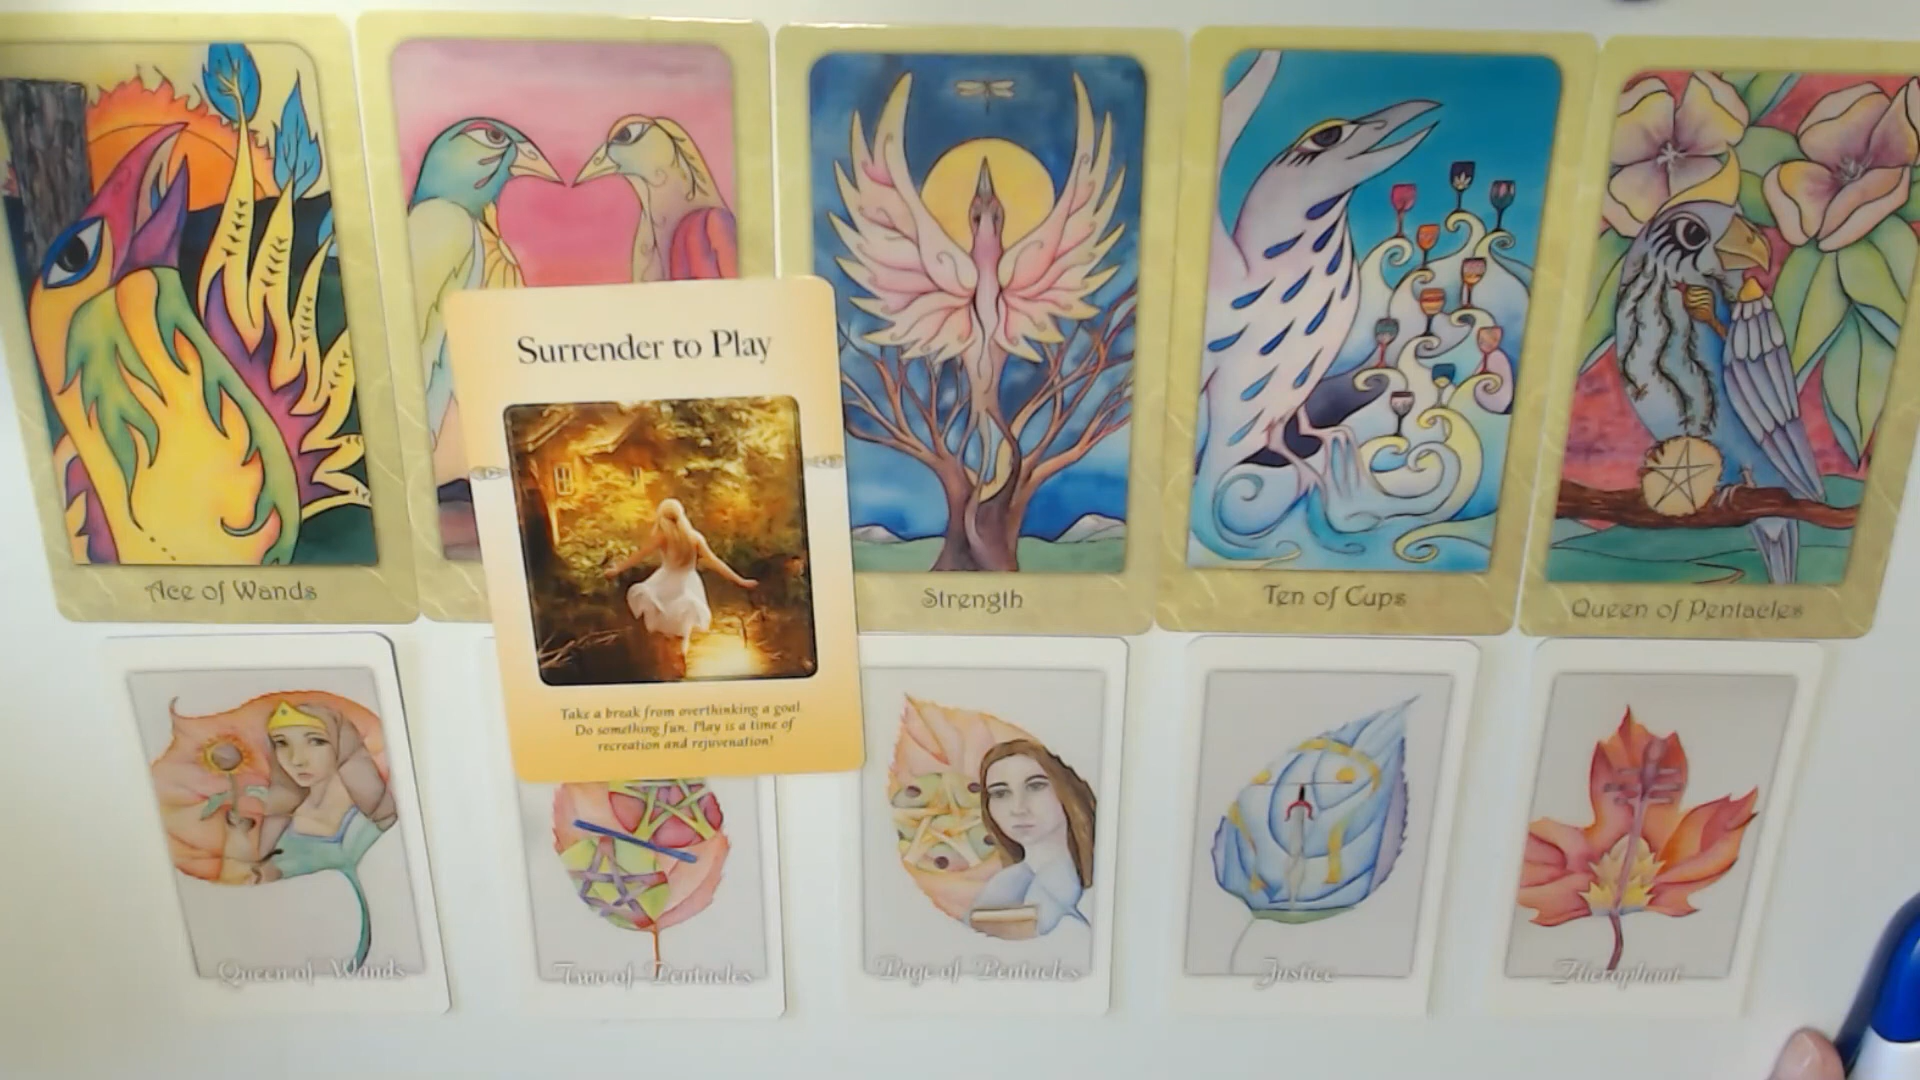 Surrender to Play
Ace of Wands
Strength
Ten of Cups
Queen of Pentacles
Take a break from overthinking a goal.
Do something fun. Play is a time of
recreation and rejuvenation!
Queen of Wands
Two of Pentacles
Page of Pentacles
Justice
Hierophant